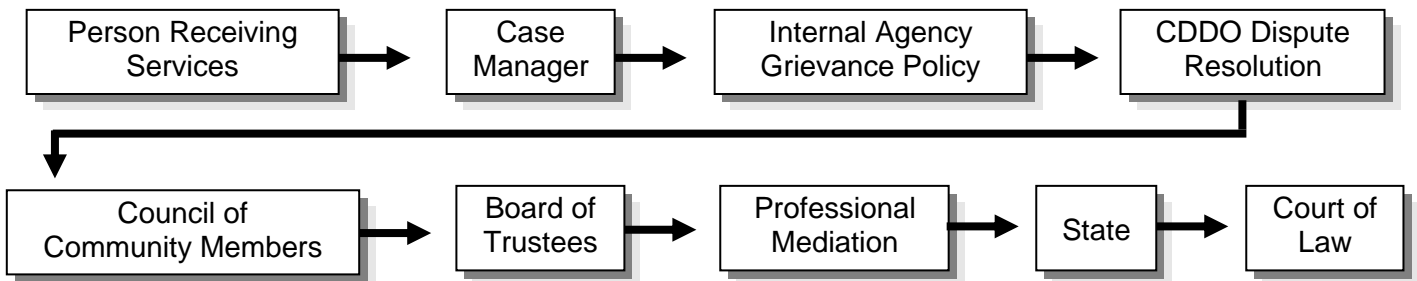 Person Receiving
Services
Case
Manager
Internal Agency
Grievance Policy
CDDO Dispute
Resolution
Council of
Community Members
Board of
Trustees
Professional
Mediation
State
Court of
Law